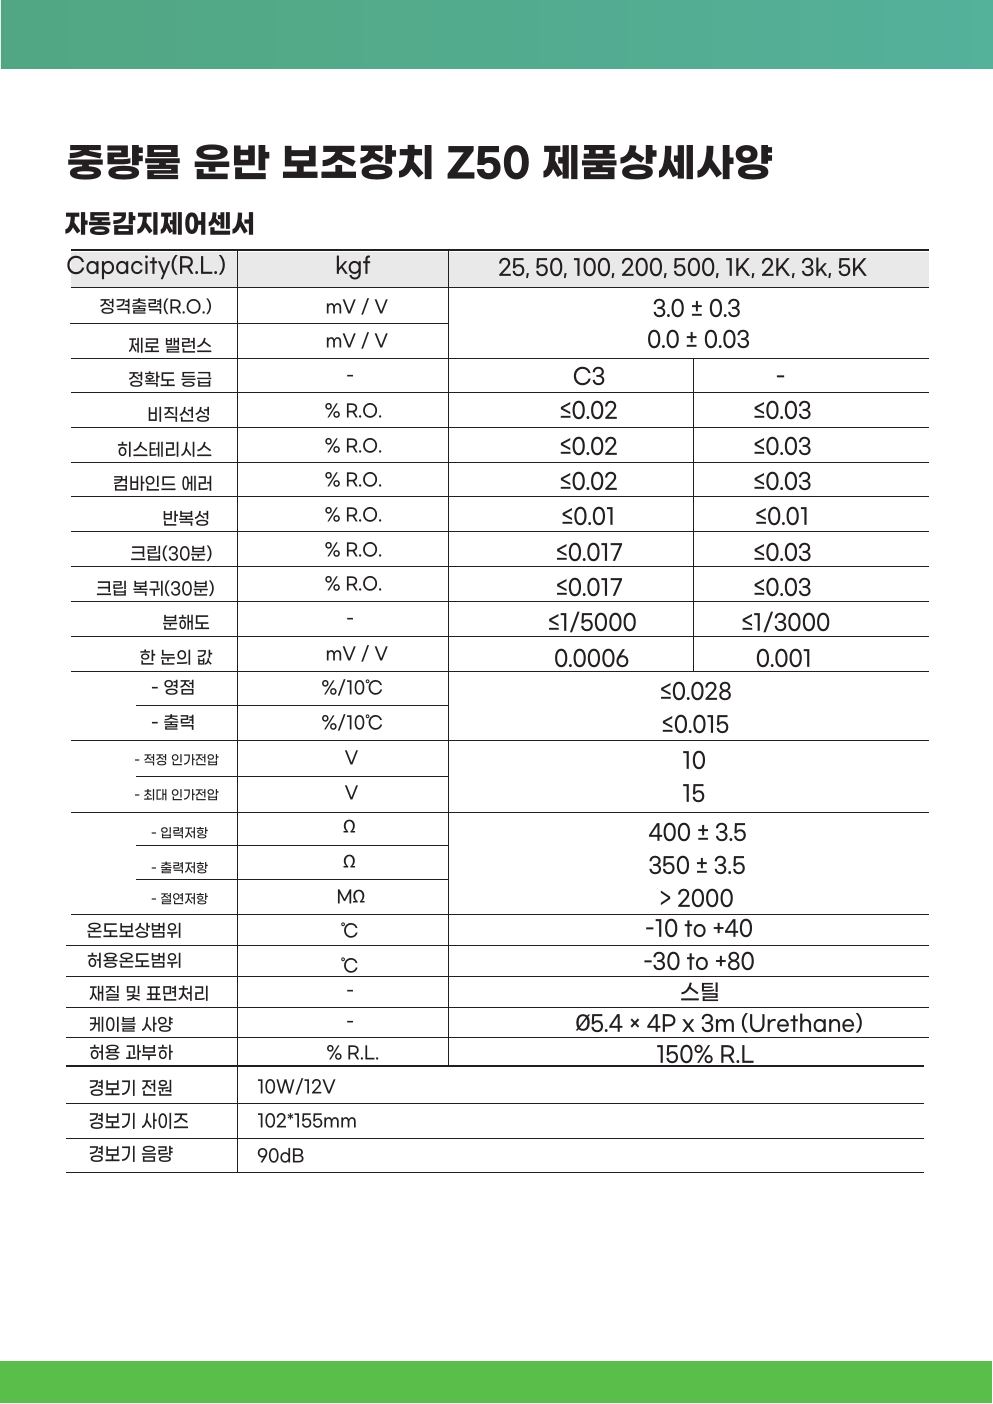 중량물 운반 보조장치 Z50 제품상세사양
자동감지제어센서
Capacity(R.L.) kgf 25, 50, 100, 200, 500, 1K, 2K, 3k, 5K
정격출력(R.O.) mV / V 3.0 ± 0.3
제로 밸런스 mV / V 0.0 ± 0.03
정확도 등급 - C3 -
비직선성 % R.O. ≤0.02 ≤0.03
히스테리시스 % R.O. ≤0.02 ≤0.03
컴바인드 에러 % R.O. ≤0.02 ≤0.03
반복성 % R.O. ≤0.01 ≤0.01
크립(30분) % R.O. ≤0.017 ≤0.03
크립 복귀(30분) % R.O. ≤0.017 ≤0.03
분해도 - ≤1/5000 ≤1/3000
한 눈의 값 mV / V 0.0006 0.001
- 영점 %/10℃ ≤0.028
- 출력 %/10℃ ≤0.015
- 적정 인가전압 V 10
- 최대 인가전압 V 15
- 입력저항 Ω 400 ± 3.5
- 출력저항 Ω 350 ± 3.5
- 절연저항 MΩ > 2000
온도보상범위 ℃ -10 to +40
허용온도범위 ℃ -30 to +80
재질 및 표면처리 - 스틸
케이블 사양 - Ø5.4 × 4P x 3m (Urethane)
허용 과부하 % R.L. 150% R.L
경보기 전원 10W/12V
경보기 사이즈 102*155mm
경보기 음량 90dB